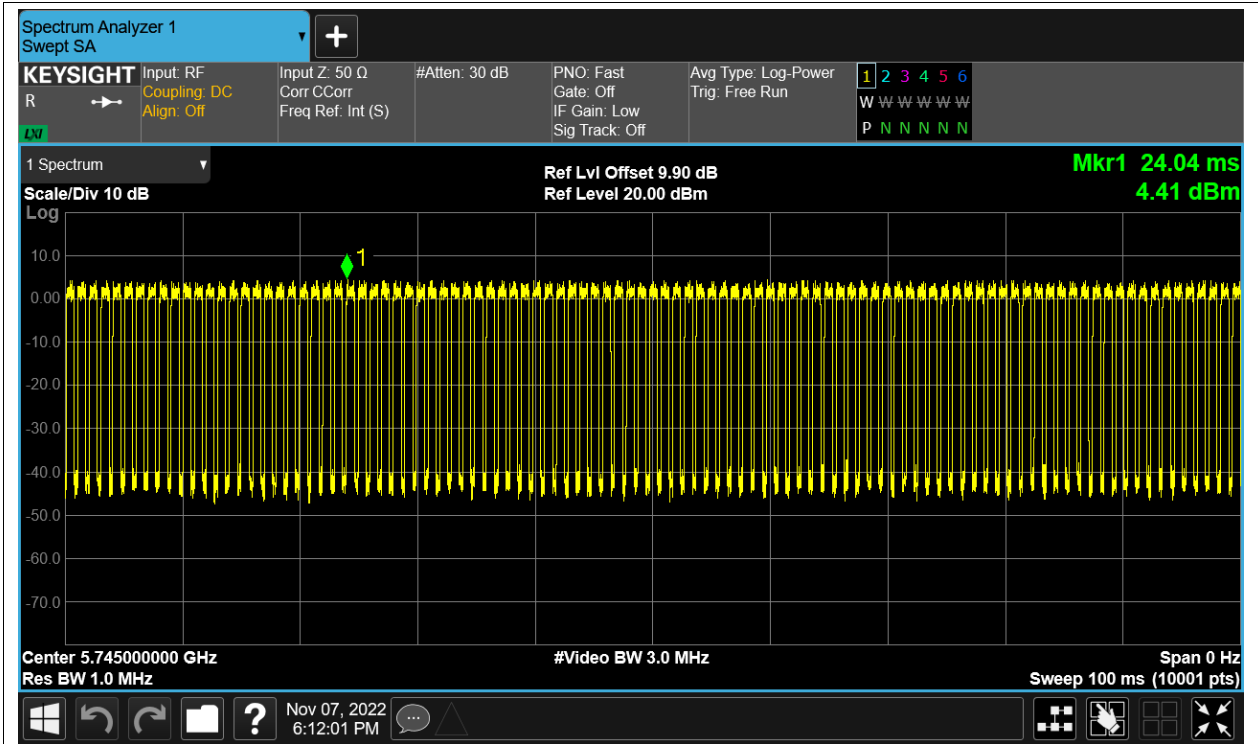 Spectrum Analyzer 1
Swept SA
KEYSIGHT
R
LXI
Input: RF
Coupling: DC
Align: Off
Input Z: 50 Ω
Corr CCorr
Freq Ref: Int (S)
#Atten: 30 dB
PNO: Fast
Gate: Off
IF Gain: Low
Sig Track: Off
Avg Type: Log-Power
Trig: Free Run
1 2 3 4 5 6
W W W W W W
P N N N N N
1 Spectrum
Scale/Div 10 dB
Log
Ref Lvl Offset 9.90 dB
Ref Level 20.00 dBm
Mkr1 24.04 ms
4.41 dBm
1
10.0
0.00
-10.0
-20.0
-30.0
-40.0
-50.0
-60.0
-70.0
Center 5.745000000 GHz
Res BW 1.0 MHz
#Video BW 3.0 MHz
Span 0 Hz
Sweep 100 ms (10001 pts)
?
Nov 07, 2022
6:12:01 PM